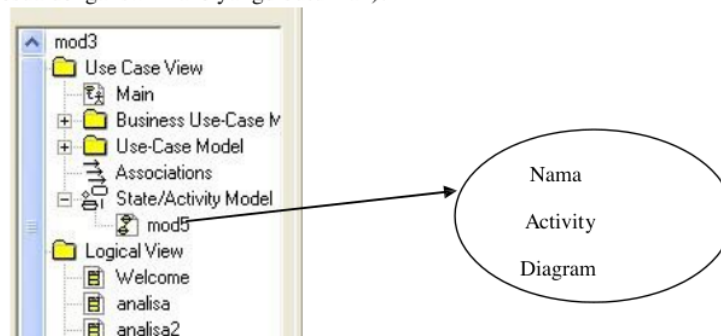 mod3
Use Case View
Main
Business Use-Case M
Use-Case Model
Associations
State/Activity Model
mod5
Logical View
Welcome
analisa
analisa2
Nama
Activity
Diagram